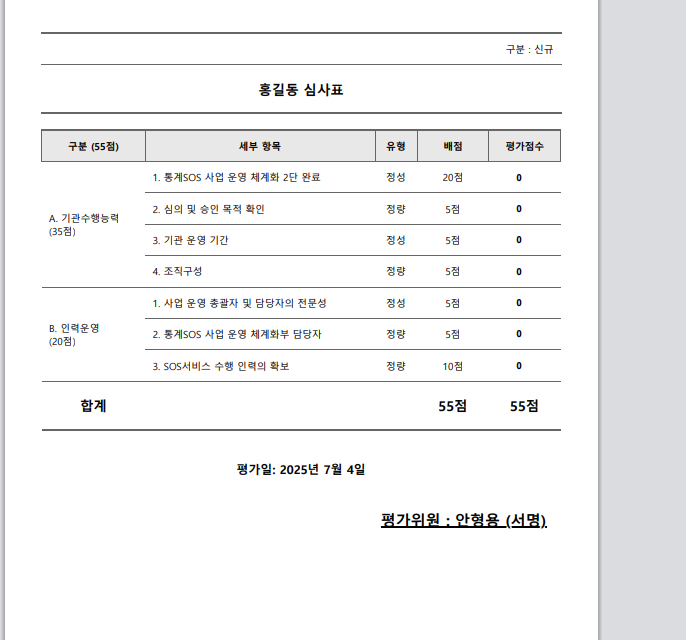 구분 : 신규
홍길동 심사표
구분 (55점) 세부 항목 유형 배점 평가점수
A. 기관수행능력
(35점)
1. 통계SOS 사업 운영 체계화 2단 완료 정성 20점 0
2. 심의 및 승인 목적 확인 정량 5점 0
3. 기관 운영 기간 정성 5점 0
4. 조직구성 정량 5점 0
B. 인력운영
(20점)
1. 사업 운영 총괄자 및 담당자의 전문성 정성 5점 0
2. 통계SOS 사업 운영 체계화부 담당자 정량 5점 0
3. SOS서비스 수행 인력의 확보 정량 10점 0
합계 55점 55점
평가일: 2025년 7월 4일
평가위원 : 안형용 (서명)